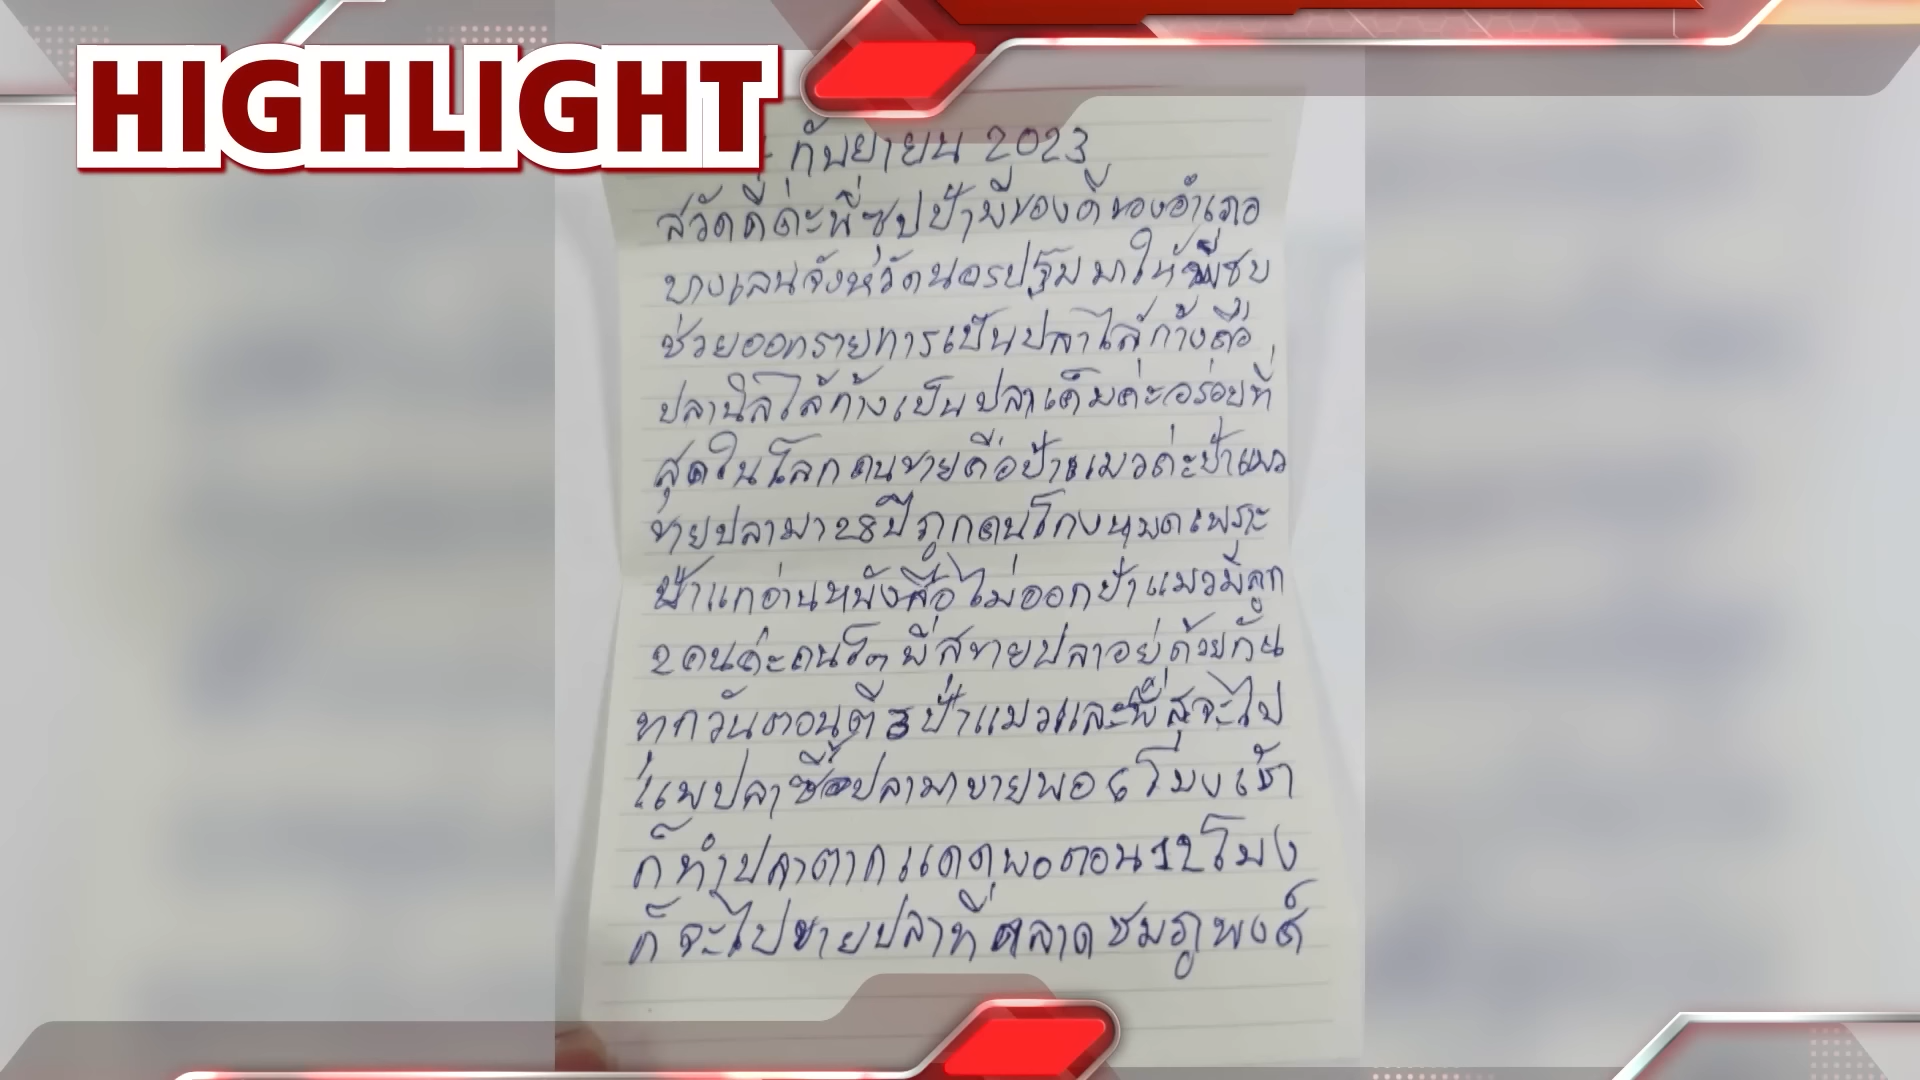 HIGHLIGHT
กันยายน 2023
สวัดดีค่ะพี่ซุปป้ามีของดีของอำเภอ
บางเลนจังหวัดนครปฐมมาให้พี่ชิม
ช่วยออกรายการเป็นปลาไส้ก้างคือ
ปลานิลไส้ก้างเป็นปลาเค็มค่ะอร่อยที่
สุดในโลกคนขายคือป้าแมวค่ะป้าแมว
ขายปลามา 28 ปีถูกคนโกงหมดเพราะ
ป้าแกอ่านหนังสือไม่ออกป้าแมวมีลูก
2 คนค่ะคนโตพี่สุขายปลาอยู่ด้วยกัน
ทุกวันตอนตี 3 ป้าแมวและพี่สุจะไป
แพปลาซื้อปลามาขายพอ 6 โมงเช้า
ก็ทำปลาตากแดดพอตอน 12 โมง
ก็จะไปขายปลาที่ตลาดชมภูพงต์